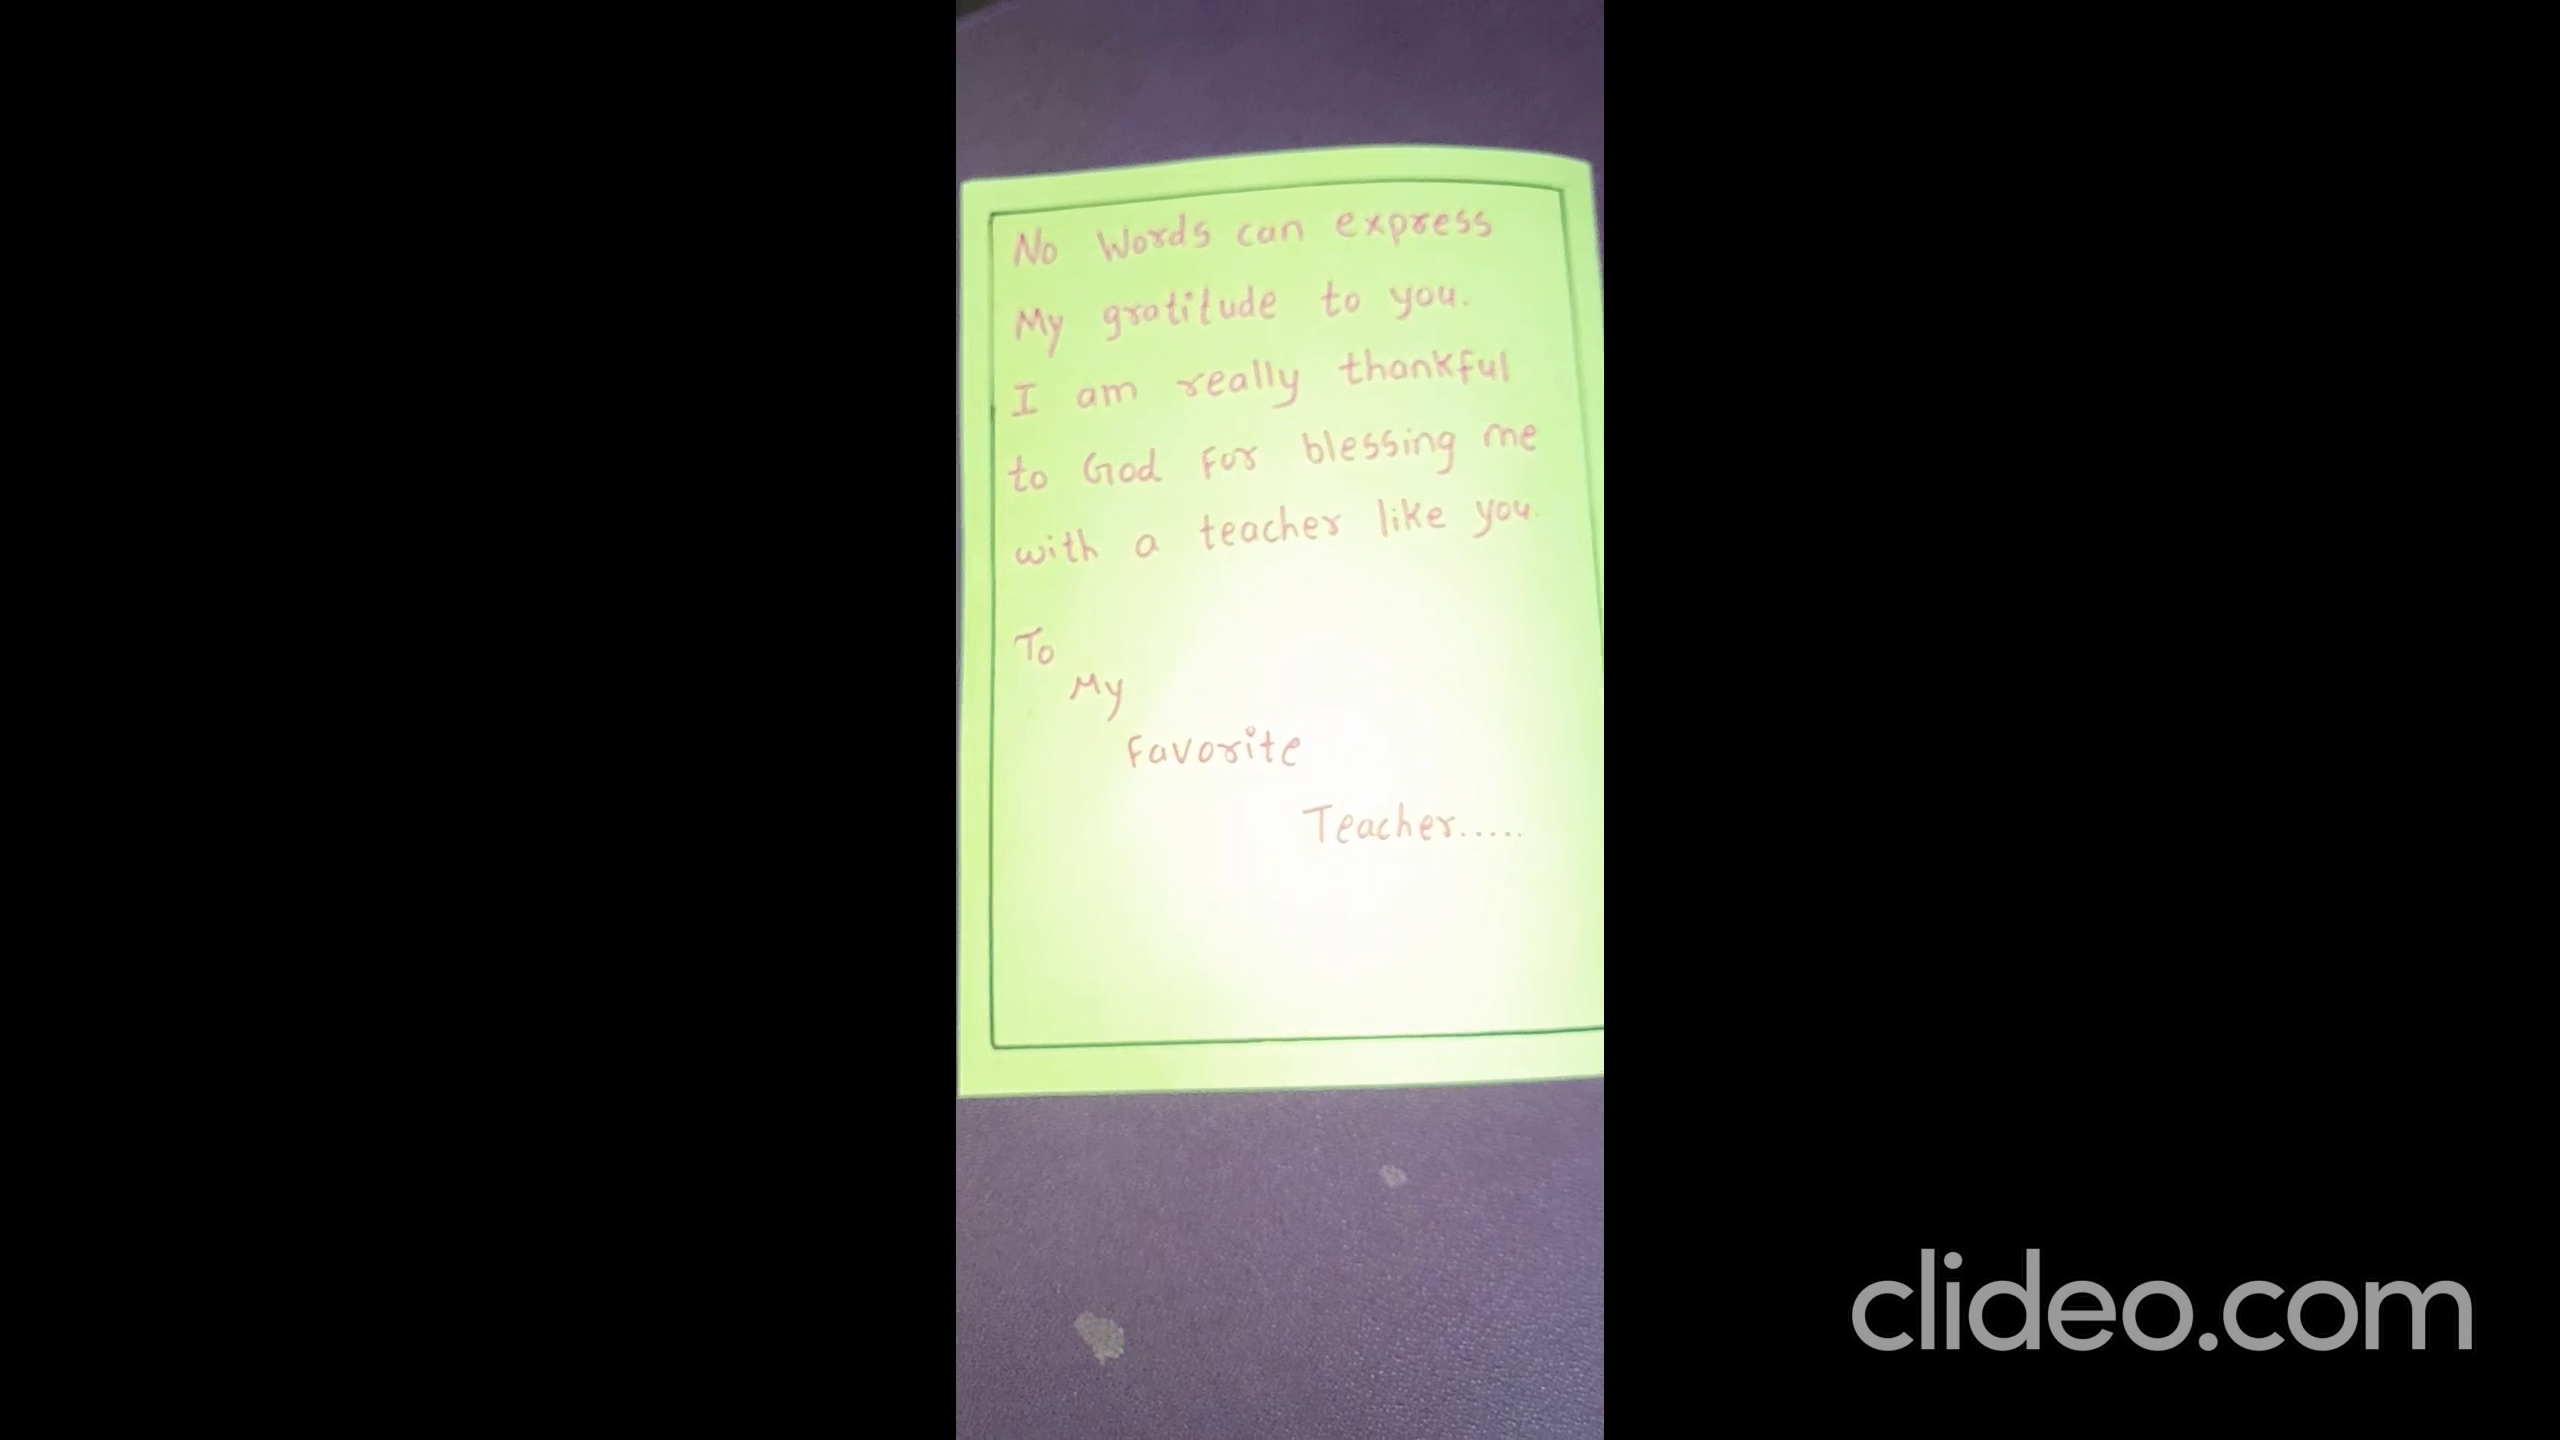 No Words can express
My gratitude to you.
I am really thankful
to God For blessing me
with a teacher like you.
To
My
Favorite
Teacher.....
clideo.com